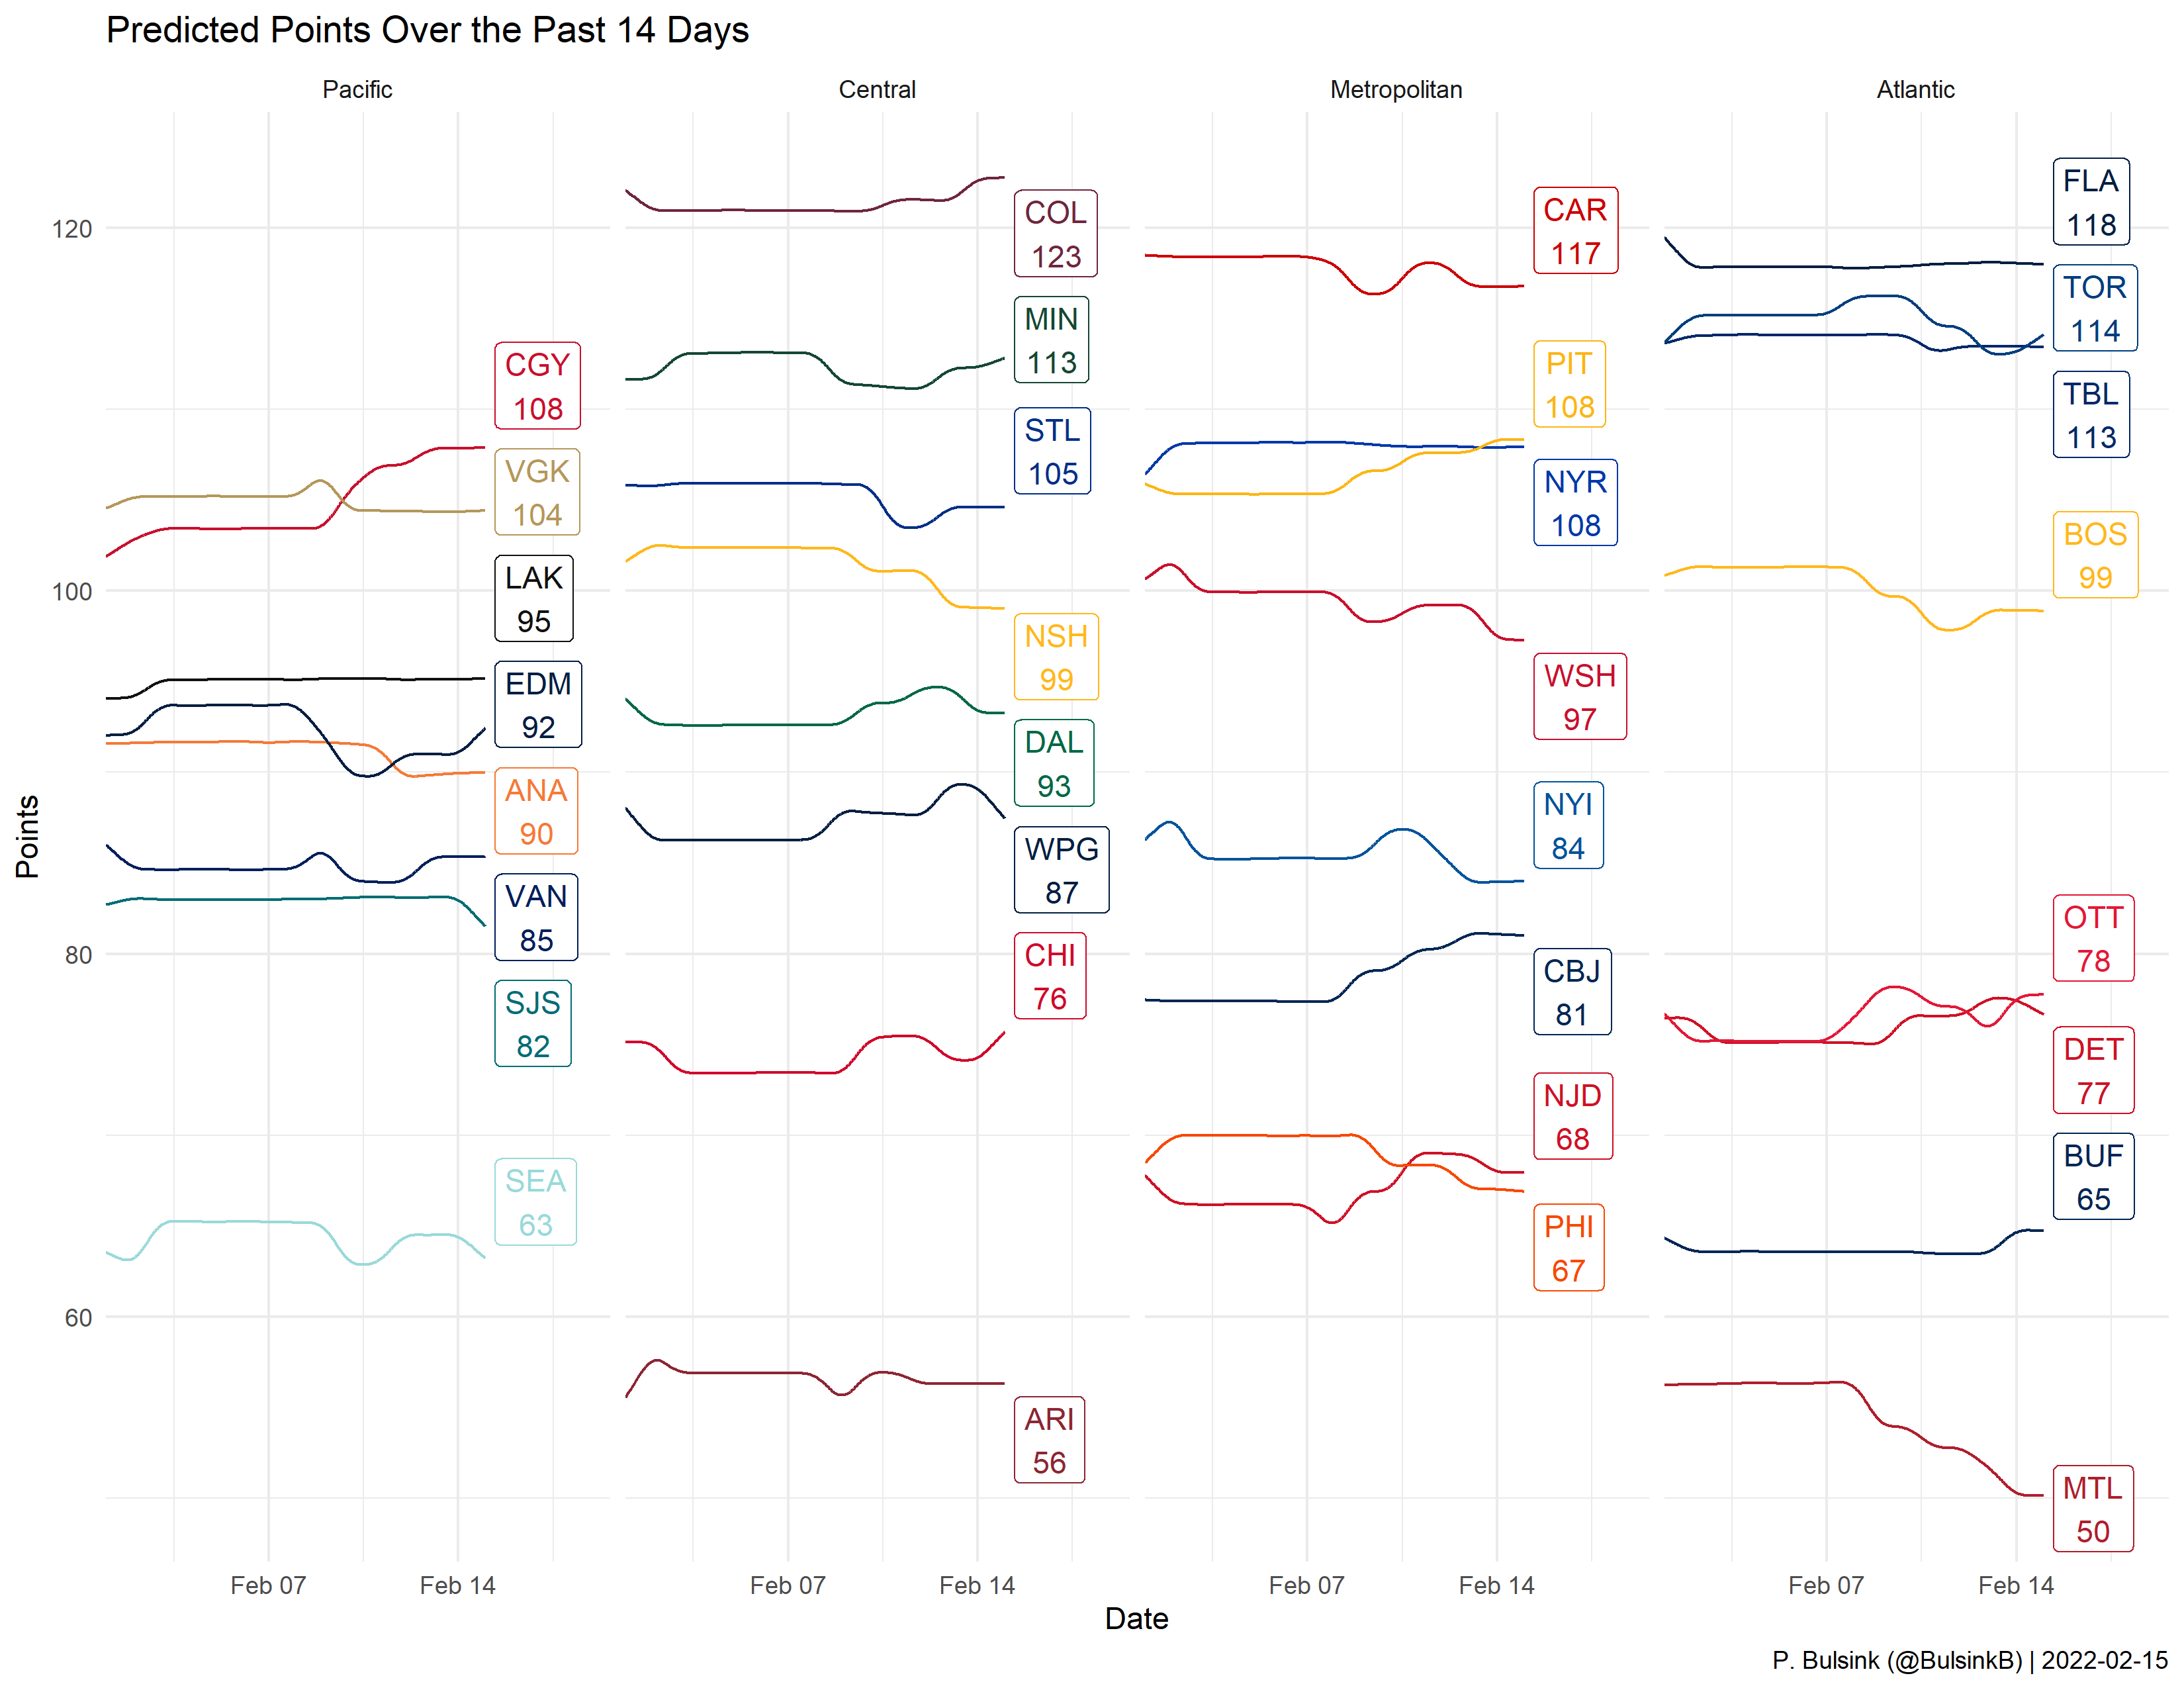 Predicted Points Over the Past 14 Days
Pacific
Central
Metropolitan
Atlantic
Points
120
100
80
60
CGY
108
VGK
104
LAK
95
EDM
92
ANA
90
VAN
85
SJS
82
SEA
63
COL
123
MIN
113
STL
105
NSH
99
DAL
93
WPG
87
CHI
76
ARI
56
CAR
117
PIT
108
NYR
108
WSH
97
NYI
84
CBJ
81
NJD
68
PHI
67
FLA
118
TOR
114
TBL
113
BOS
99
OTT
78
DET
77
BUF
65
MTL
50
Feb 07
Feb 14
Feb 07
Feb 14
Feb 07
Feb 14
Feb 07
Feb 14
Date
P. Bulsink (@BulsinkB) | 2022-02-15